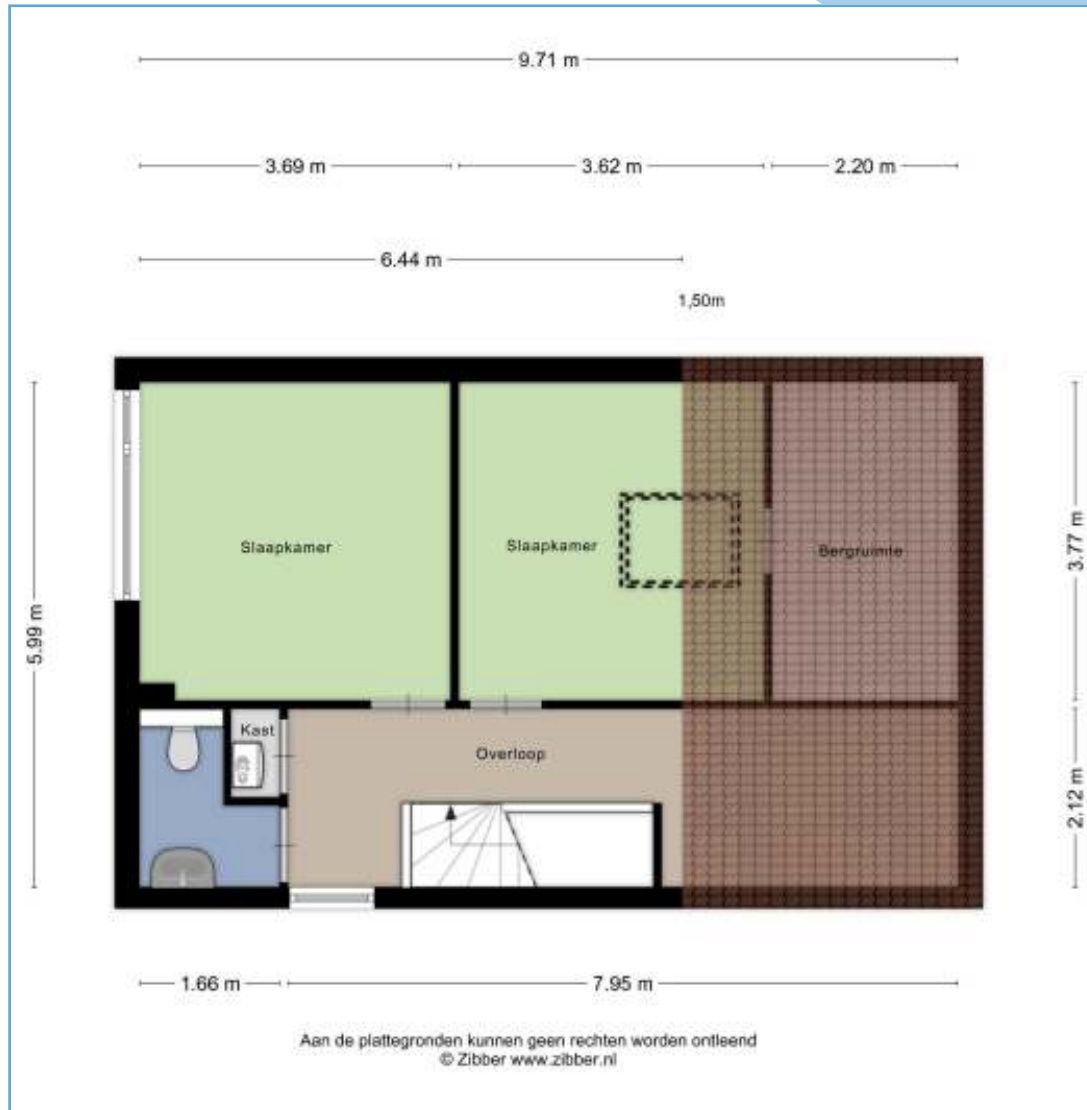 9.71 m
3.69 m
3.62 m
2.20 m
6.44 m
1,50m
5.99 m
3.77 m
2.12 m
Slaapkamer
Slaapkamer
Bergruimte
Kast
Overloop
1.66 m
7.95 m
Aan de plattegronden kunnen geen rechten worden ontleend
© Zibber www.zibber.nl